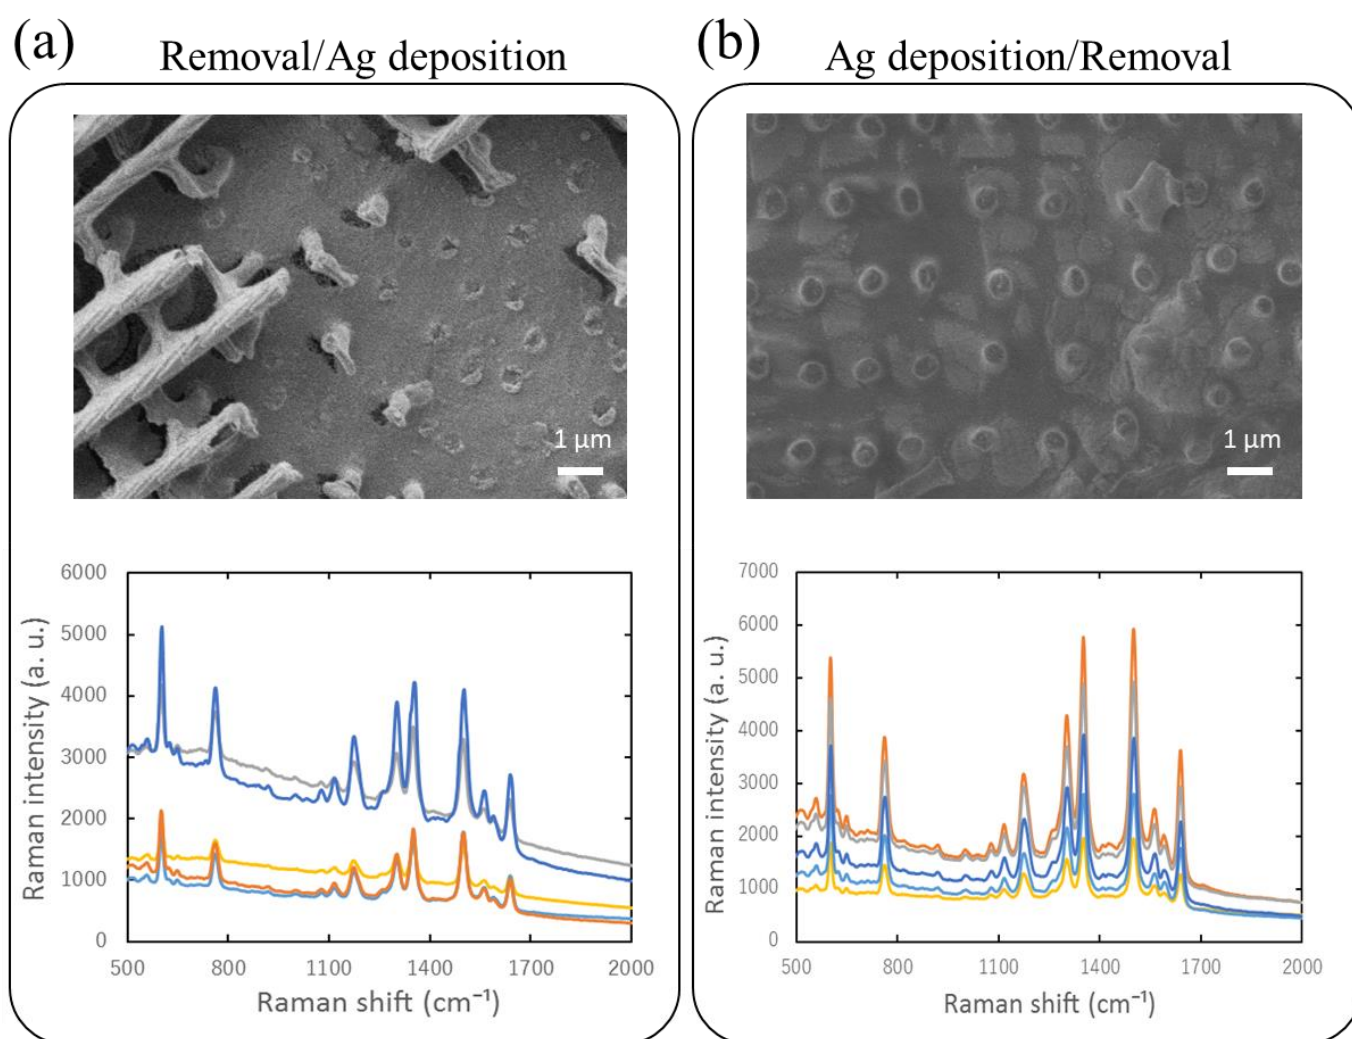 (a)
Removal/Ag deposition
1 μm
6000
5000
4000
3000
2000
1000
0
500 800 1100 1400 1700 2000
Raman shift (cm⁻¹)
Raman intensity (a. u.)
(b)
Ag deposition/Removal
1 μm
7000
6000
5000
4000
3000
2000
1000
0
500 800 1100 1400 1700 2000
Raman shift (cm⁻¹)
Raman intensity (a. u.)